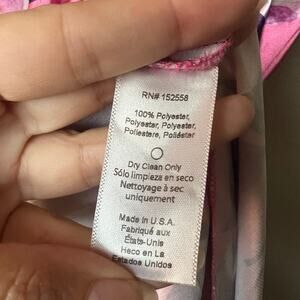 RN# 152558
100% Polyester,
Polyester, Polyester,
Poliestere, Poliéster
Dry Clean Only
Sólo limpieza en seco
Nettoyage à sec
uniquement
Made in U.S.A.
Fabriqué aux
États-Unis
Heco en La
Estados Unidos